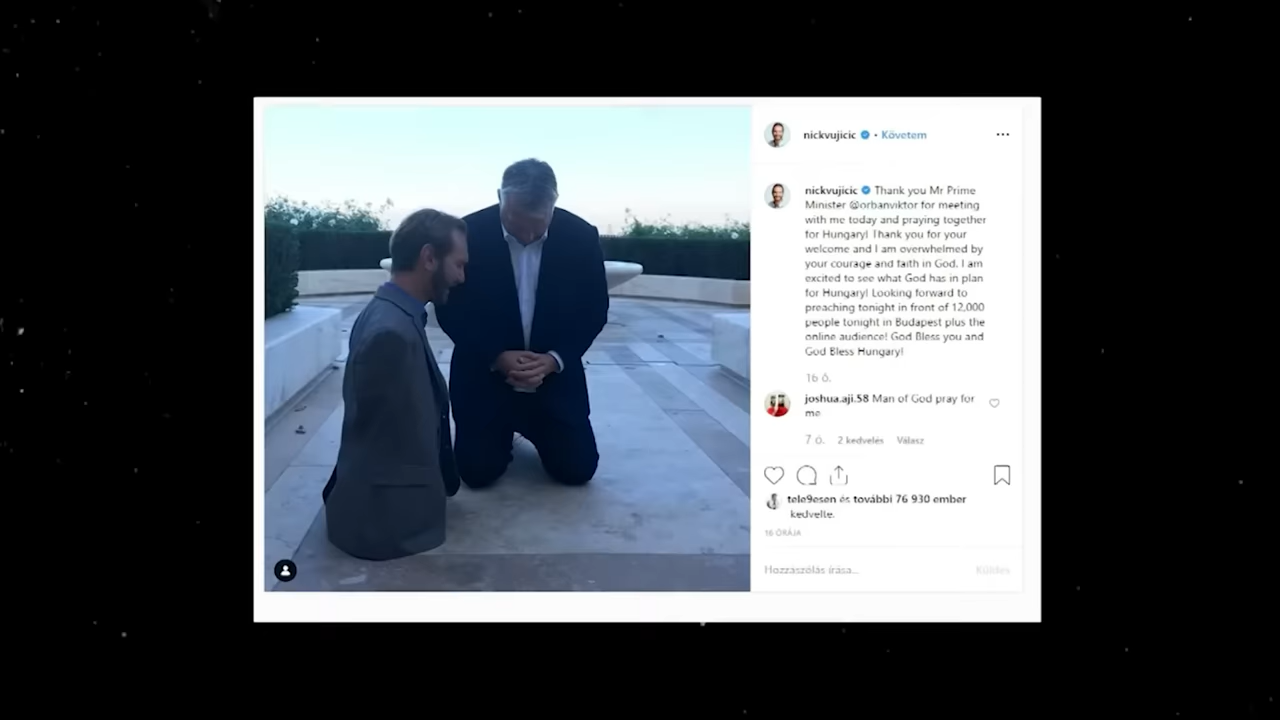 nickvujicic • Követem
nickvujicic Thank you Mr Prime
Minister @orbanviktor for meeting
with me today and praying together
for Hungary! Thank you for your
welcome and I am overwhelmed by
your courage and faith in God. I am
excited to see what God has in plan
for Hungary! Looking forward to
preaching tonight in front of 12,000
people tonight in Budapest plus the
online audience! God Bless you and
God Bless Hungary!
16 ó.
joshua.aji.58 Man of God pray for
me
7 ó. 2 kedvelés Válasz
tele9esen és további 76 930 ember
kedvelte.
16 ÓRÁJA
Hozzászólás írása... Küldés